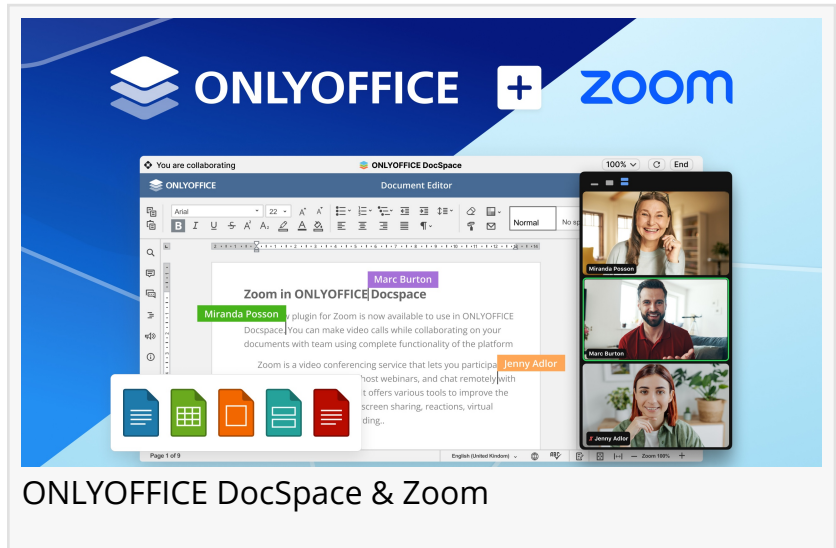 ONLYOFFICE + zoom
You are collaborating
ONLYOFFICE DocSpace
100%
End
ONLYOFFICE
Document Editor
Arial
22
Normal
No sp
Marc Burton
Zoom in ONLYOFFICE Docspace
Miranda Posson
w plugin for Zoom is now available to use in ONLYOFFICE
Docspace. You can make video calls while collaborating on your
documents with team using complete functionality of the platform
Jenny Adlor
Zoom is a video conferencing service that lets you participa
host webinars, and chat remotely with
t offers various tools to improve the
screen sharing, reactions, virtual
ding..
Page 1 of 9
English (United Kindom)
Zoom 100%
Miranda Posson
Marc Burton
Jenny Adlor
ONLYOFFICE DocSpace & Zoom